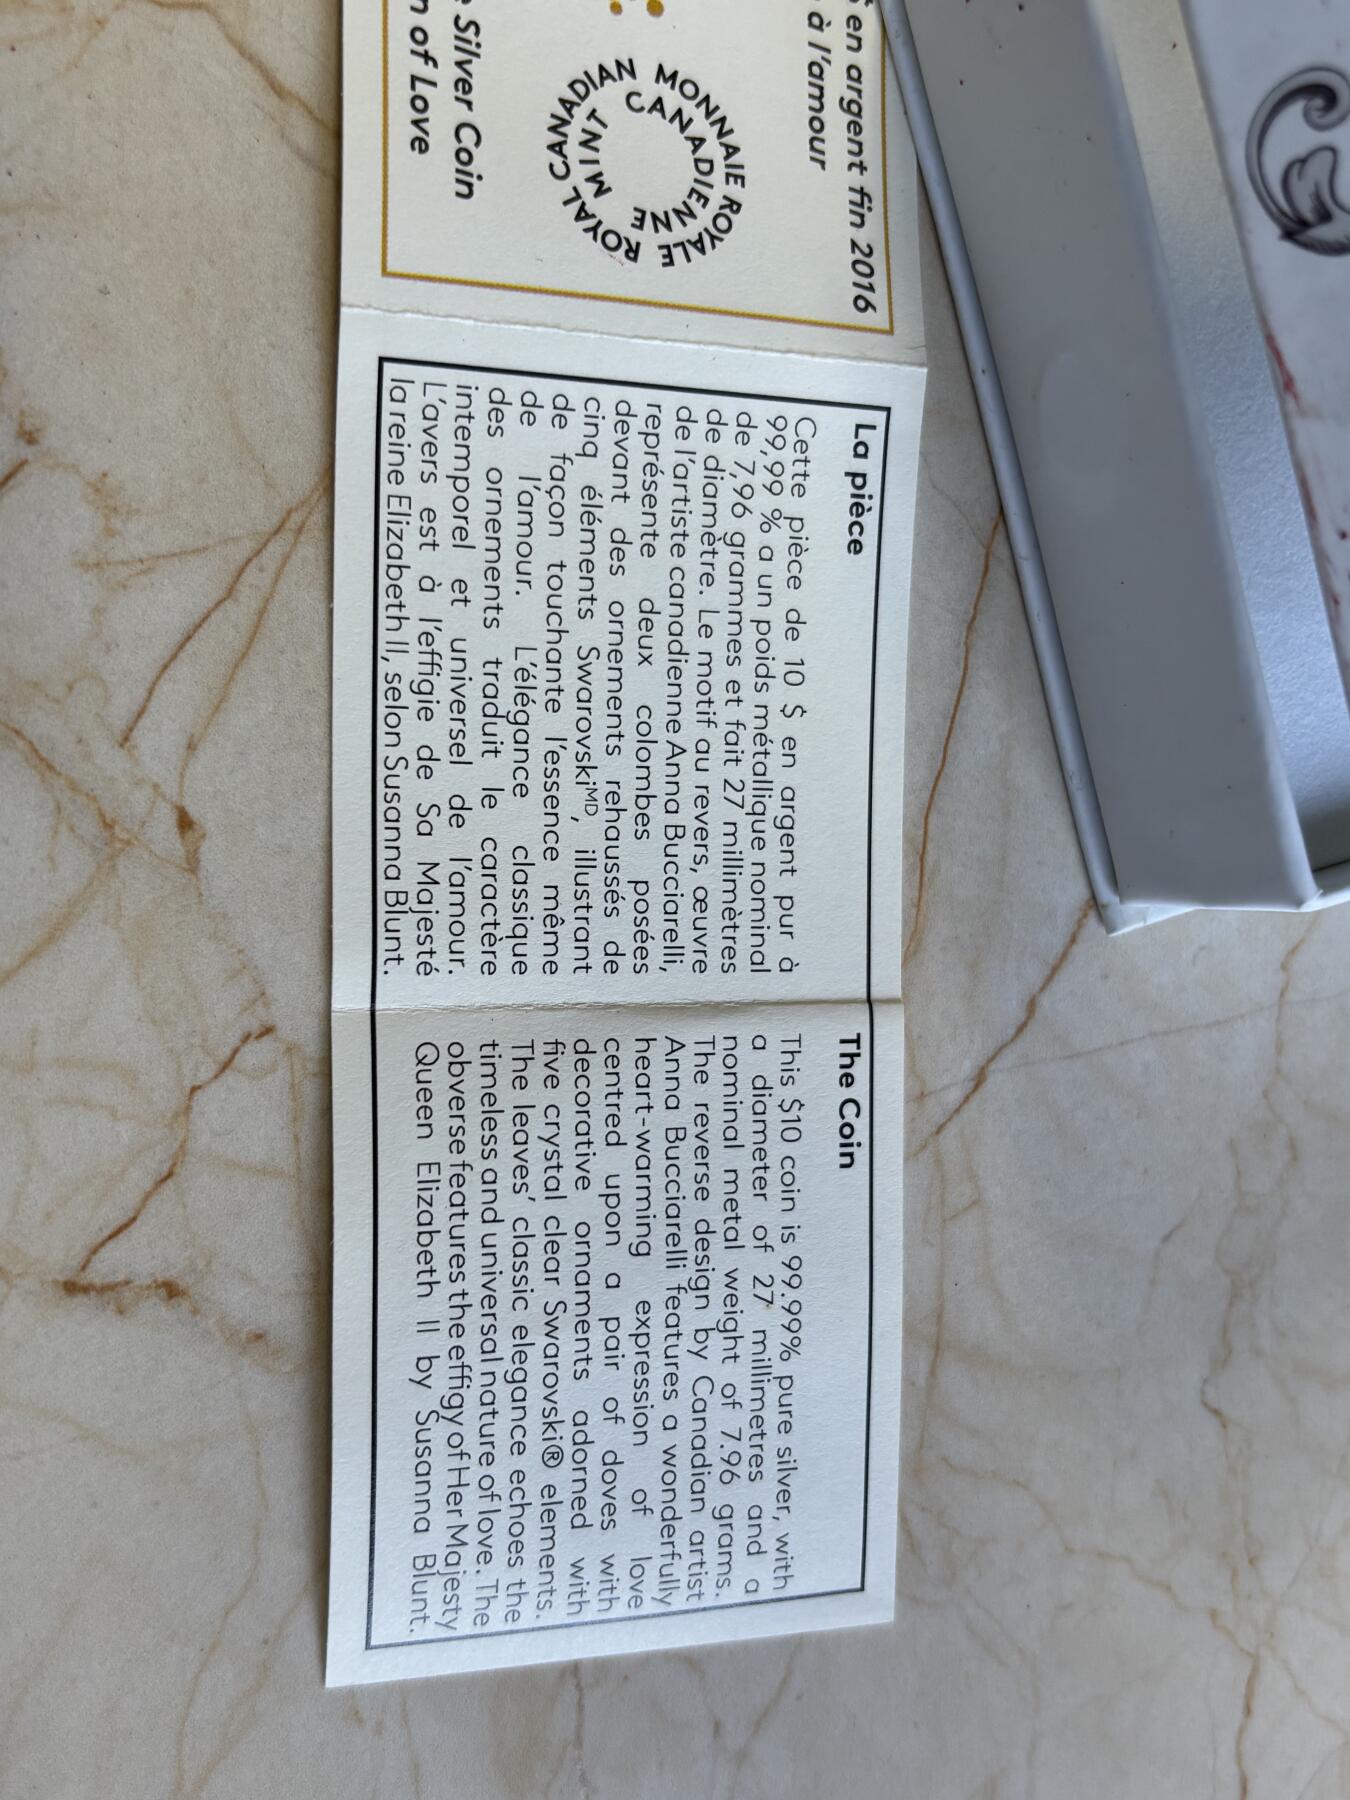 en argent fin 2016
à l'amour
MONNAIE ROYALE
CANADIENNE
ROYAL CANADIAN
MINT
Silver Coin
of Love
La pièce
Cette pièce de 10 $ en argent pur à
99,99 % a un poids métallique nominal
de 7,96 grammes et fait 27 millimètres
de diamètre. Le motif au revers, œuvre
de l'artiste canadienne Anna Bucciarelli,
représente deux colombes posées
devant des ornements rehaussés de
cinq éléments Swarovskiᴹᴰ, illustrant
de façon touchante l'essence même
de l'amour. L'élégance classique
des ornements traduit le caractère
intemporel et universel de l'amour.
L'avers est à l'effigie de Sa Majesté
la reine Elizabeth II, selon Susanna Blunt.
The Coin
This $10 coin is 99.99% pure silver, with
a diameter of 27 millimetres and a
nominal metal weight of 7.96 grams.
The reverse design by Canadian artist
Anna Bucciarelli features a wonderfully
heart-warming expression of love
centred upon a pair of doves with
decorative ornaments adorned with
five crystal clear Swarovski® elements.
The leaves' classic elegance echoes the
timeless and universal nature of love. The
obverse features the effigy of Her Majesty
Queen Elizabeth II by Susanna Blunt.